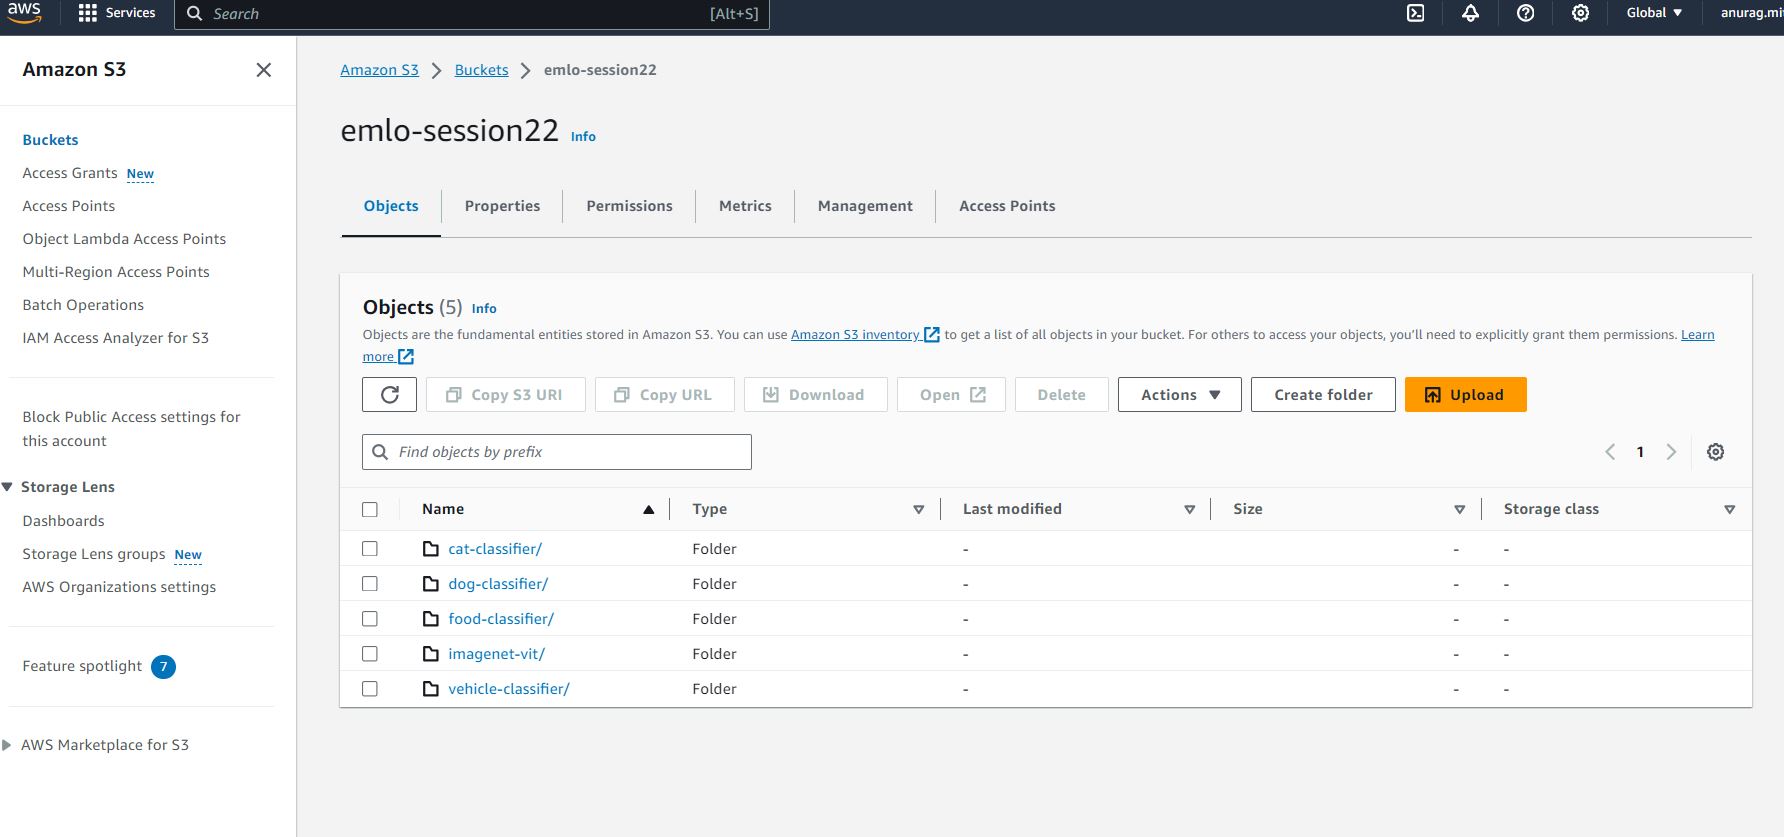 aws Services Search [Alt+S] Global anurag.mi
Amazon S3
Buckets
Access Grants New
Access Points
Object Lambda Access Points
Multi-Region Access Points
Batch Operations
IAM Access Analyzer for S3
Block Public Access settings for
this account
Storage Lens
Dashboards
Storage Lens groups New
AWS Organizations settings
Feature spotlight 7
AWS Marketplace for S3
Amazon S3 Buckets emlo-session22
emlo-session22 Info
Objects Properties Permissions Metrics Management Access Points
Objects (5) Info
Objects are the fundamental entities stored in Amazon S3. You can use Amazon S3 inventory to get a list of all objects in your bucket. For others to access your objects, you’ll need to explicitly grant them permissions. Learn
more
Copy S3 URI Copy URL Download Open Delete Actions Create folder Upload
Find objects by prefix 1
Name Type Last modified Size Storage class
cat-classifier/ Folder - - -
dog-classifier/ Folder - - -
food-classifier/ Folder - - -
imagenet-vit/ Folder - - -
vehicle-classifier/ Folder - - -